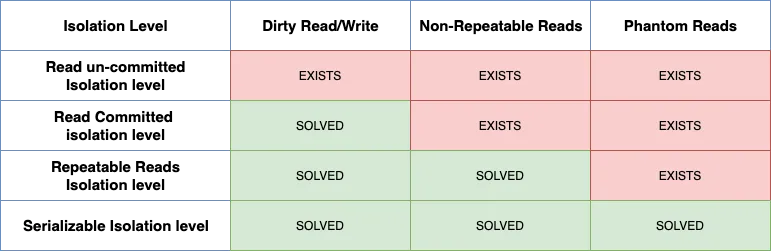 Isolation Level
Dirty Read/Write
Non-Repeatable Reads
Phantom Reads
Read un-committed
Isolation level
EXISTS
EXISTS
EXISTS
Read Committed
isolation level
SOLVED
EXISTS
EXISTS
Repeatable Reads
Isolation level
SOLVED
SOLVED
EXISTS
Serializable Isolation level
SOLVED
SOLVED
SOLVED